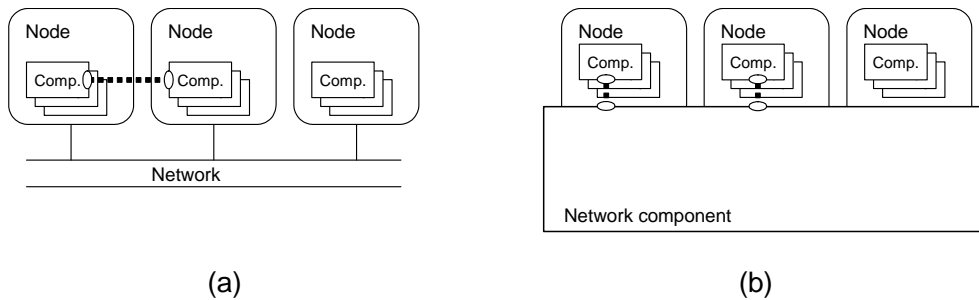 Node Node Node
Comp. Comp. Comp.
Network
(a)
Node Node Node
Comp. Comp. Comp.
Network component
(b)